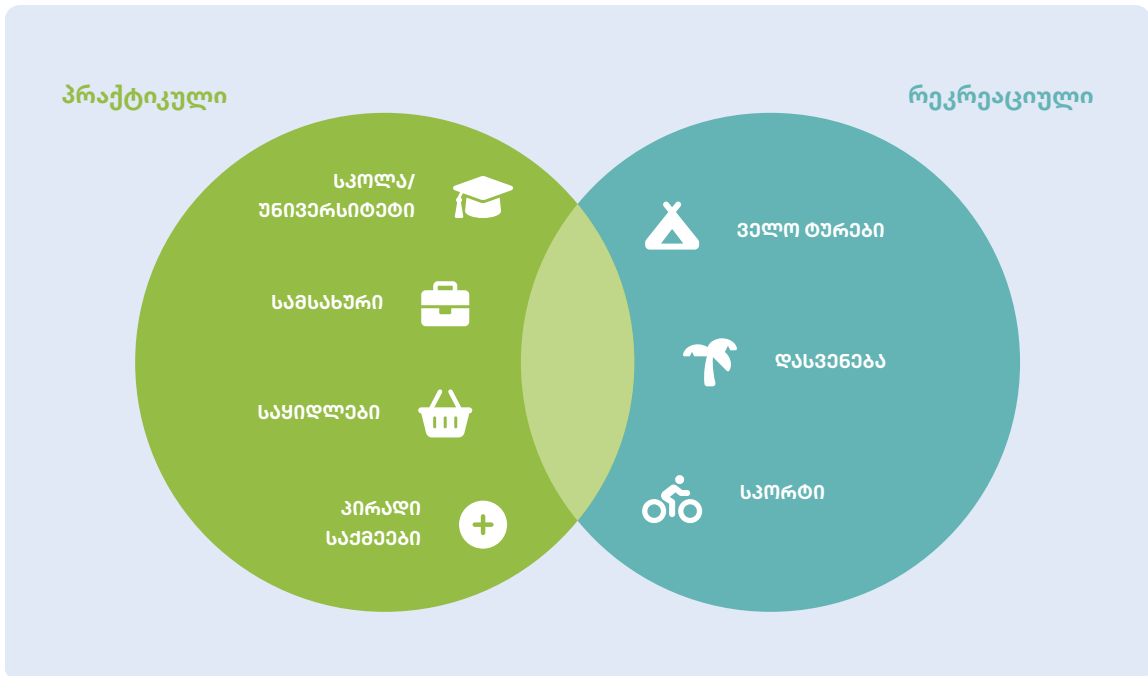 პრაქტიკული
რეკრეაციული
სკოლა/
უნივერსიტეტი
სამსახური
საყიდლები
პირადი
საქმეები
ველო ტურები
დასვენება
სპორტი